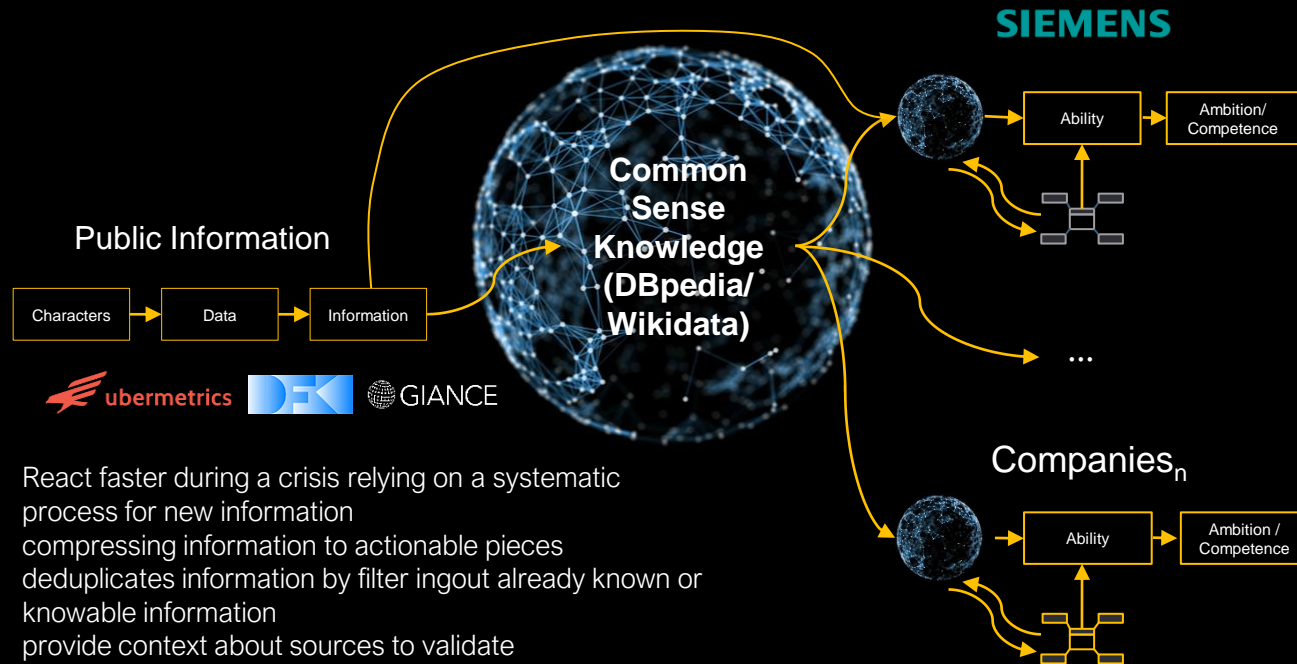 SIEMENS
Ability
Ambition/
Competence
Common
Sense
Knowledge
(DBpedia/
Wikidata)
Public Information
Characters
Data
Information
...
ubermetrics
DFK
GIANCE
Companiesn
React faster during a crisis relying on a systematic
process for new information
compressing information to actionable pieces
deduplicates information by filter ingout already known or
knowable information
provide context about sources to validate
Ability
Ambition /
Competence